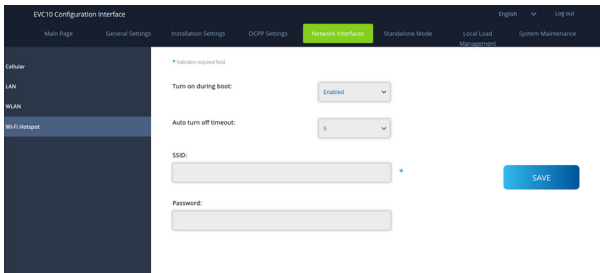 EVC10 Configuration Interface
English
Log out
Main Page
General Settings
Installation Settings
OCPP Settings
Network Interfaces
Standalone Mode
Local Load
Management
System Maintenance
Cellular
LAN
WLAN
Wi-Fi Hotspot
* Indicates required field.
Turn on during boot:
Enabled
Auto turn off timeout:
5
SSID:
*
SAVE
Password: